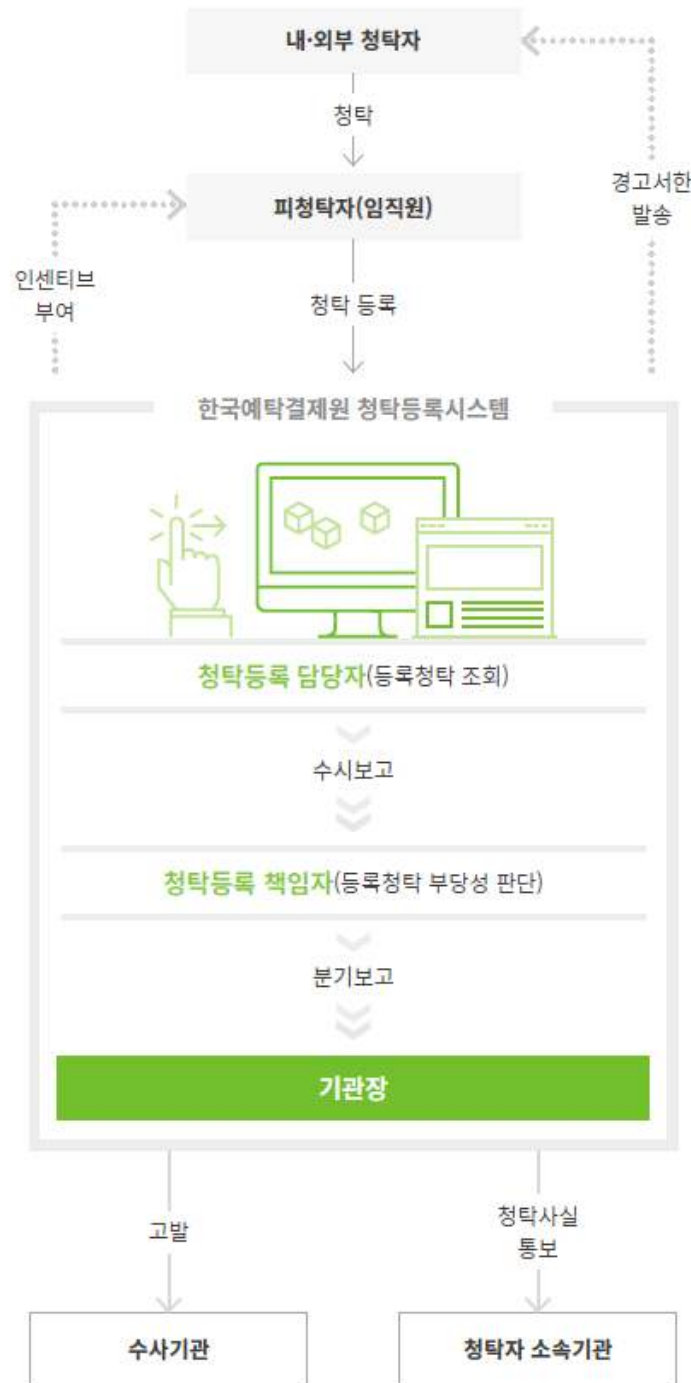 내·외부 청탁자
청탁
경고서한
발송
피청탁자(임직원)
인센티브
부여
청탁 등록
한국예탁결제원 청탁등록시스템
청탁등록 담당자(등록청탁 조회)
수시보고
청탁등록 책임자(등록청탁 부당성 판단)
분기보고
기관장
고발
청탁사실
통보
수사기관
청탁자 소속기관